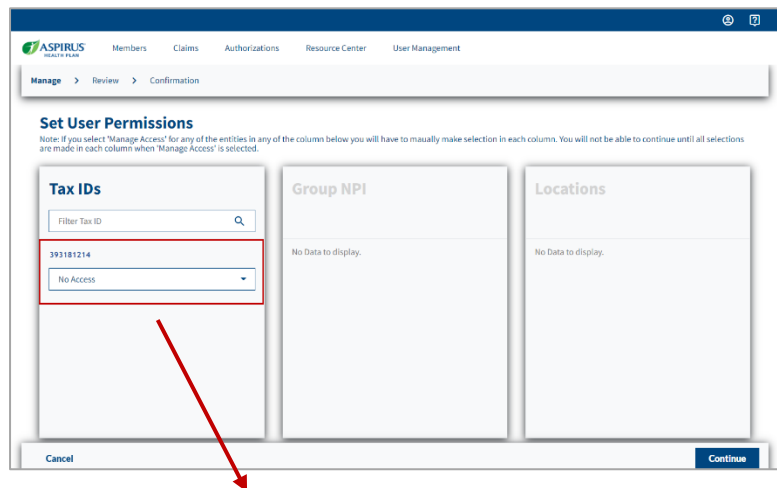 ASPIRUS
HEALTH PLAN
Members Claims Authorizations Resource Center User Management
Manage > Review > Confirmation
Set User Permissions
Note: If you select 'Manage Access' for any of the entities in any of the column below you will have to maually make selection in each column. You will not be able to continue until all selections
are made in each column when 'Manage Access' is selected.
Tax IDs Group NPI Locations
Filter Tax ID
393181214 No Data to display. No Data to display.
No Access
Cancel Continue